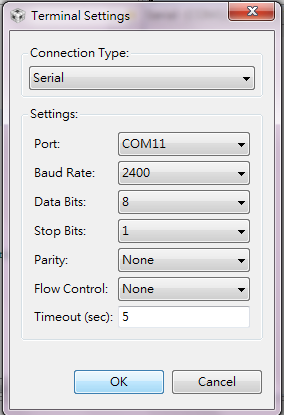 Terminal Settings
Connection Type:
Serial
Settings:
Port: COM11
Baud Rate: 2400
Data Bits: 8
Stop Bits: 1
Parity: None
Flow Control: None
Timeout (sec): 5
OK Cancel